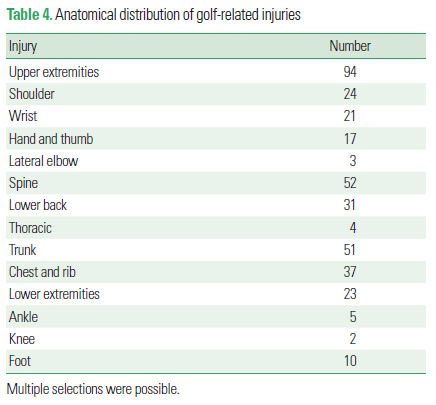 Table 4. Anatomical distribution of golf-related injuries
Injury Number
Upper extremities 94
Shoulder 24
Wrist 21
Hand and thumb 17
Lateral elbow 3
Spine 52
Lower back 31
Thoracic 4
Trunk 51
Chest and rib 37
Lower extremities 23
Ankle 5
Knee 2
Foot 10
Multiple selections were possible.